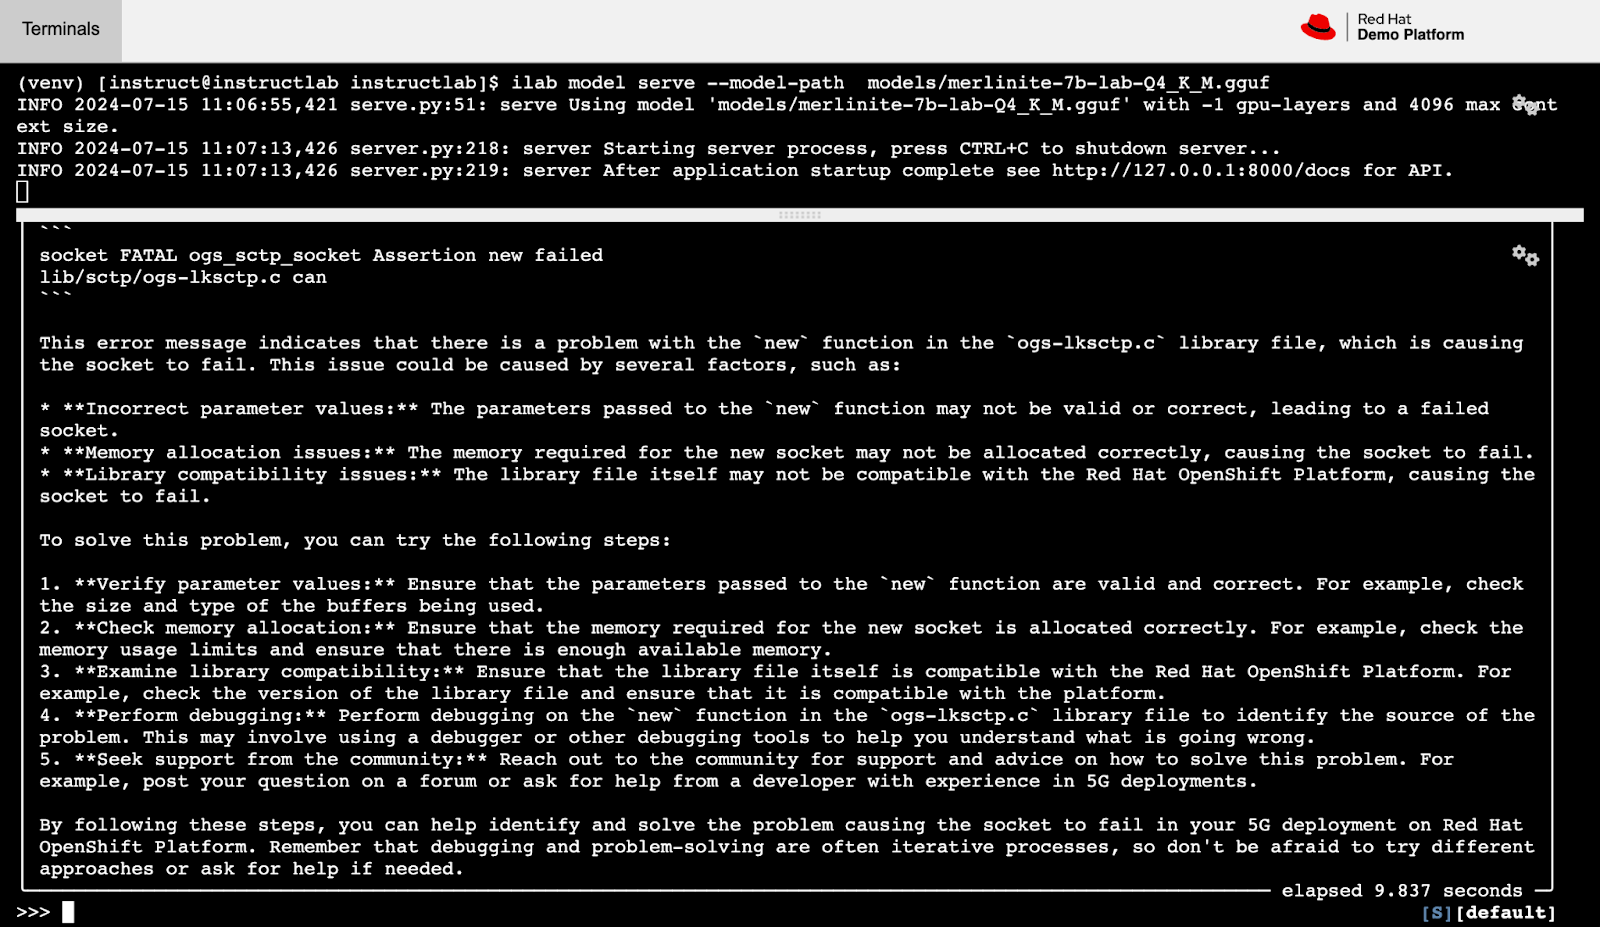 Terminals
Red Hat
Demo Platform
(venv) [instruct@instructlab instructlab]$ ilab model serve --model-path  models/merlinite-7b-lab-Q4_K_M.gguf
INFO 2024-07-15 11:06:55,421 serve.py:51: serve Using model 'models/merlinite-7b-lab-Q4_K_M.gguf' with -1 gpu-layers and 4096 max cont
ext size.
INFO 2024-07-15 11:07:13,426 server.py:218: server Starting server process, press CTRL+C to shutdown server...
INFO 2024-07-15 11:07:13,426 server.py:219: server After application startup complete see http://127.0.0.1:8000/docs for API.
```
socket FATAL ogs_sctp_socket Assertion new failed
lib/sctp/ogs-lksctp.c can
```
This error message indicates that there is a problem with the `new` function in the `ogs-lksctp.c` library file, which is causing
the socket to fail. This issue could be caused by several factors, such as:
* **Incorrect parameter values:** The parameters passed to the `new` function may not be valid or correct, leading to a failed
socket.
* **Memory allocation issues:** The memory required for the new socket may not be allocated correctly, causing the socket to fail.
* **Library compatibility issues:** The library file itself may not be compatible with the Red Hat OpenShift Platform, causing the
socket to fail.
To solve this problem, you can try the following steps:
1. **Verify parameter values:** Ensure that the parameters passed to the `new` function are valid and correct. For example, check
the size and type of the buffers being used.
2. **Check memory allocation:** Ensure that the memory required for the new socket is allocated correctly. For example, check the
memory usage limits and ensure that there is enough available memory.
3. **Examine library compatibility:** Ensure that the library file itself is compatible with the Red Hat OpenShift Platform. For
example, check the version of the library file and ensure that it is compatible with the platform.
4. **Perform debugging:** Perform debugging on the `new` function in the `ogs-lksctp.c` library file to identify the source of the
problem. This may involve using a debugger or other debugging tools to help you understand what is going wrong.
5. **Seek support from the community:** Reach out to the community for support and advice on how to solve this problem. For
example, post your question on a forum or ask for help from a developer with experience in 5G deployments.
By following these steps, you can help identify and solve the problem causing the socket to fail in your 5G deployment on Red Hat
OpenShift Platform. Remember that debugging and problem-solving are often iterative processes, so don't be afraid to try different
approaches or ask for help if needed.
elapsed 9.837 seconds
>>>
[S][default]